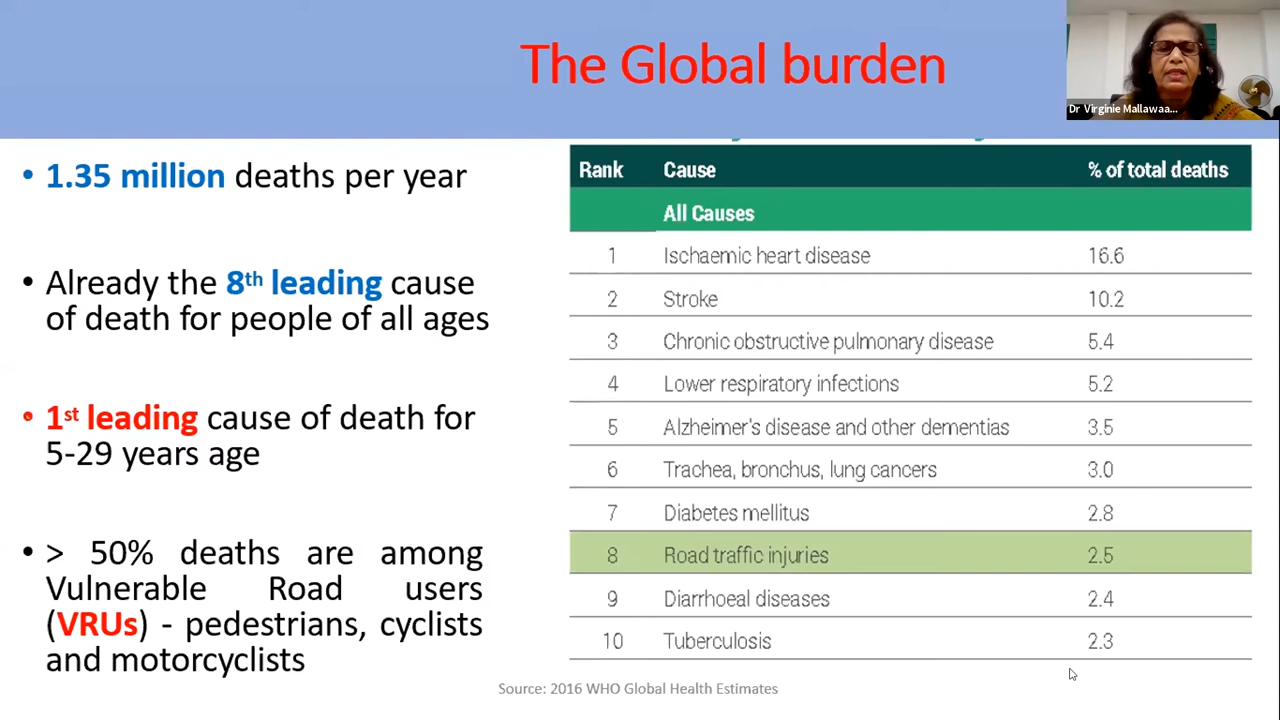 The Global burden
Dr Virginie Mallawaa...
• 1.35 million deaths per year
• Already the 8th leading cause
of death for people of all ages
• 1st leading cause of death for
5-29 years age
• > 50% deaths are among
Vulnerable Road users
(VRUs) - pedestrians, cyclists
and motorcyclists
Rank Cause % of total deaths
All Causes
1 Ischaemic heart disease 16.6
2 Stroke 10.2
3 Chronic obstructive pulmonary disease 5.4
4 Lower respiratory infections 5.2
5 Alzheimer's disease and other dementias 3.5
6 Trachea, bronchus, lung cancers 3.0
7 Diabetes mellitus 2.8
8 Road traffic injuries 2.5
9 Diarrhoeal diseases 2.4
10 Tuberculosis 2.3
Source: 2016 WHO Global Health Estimates